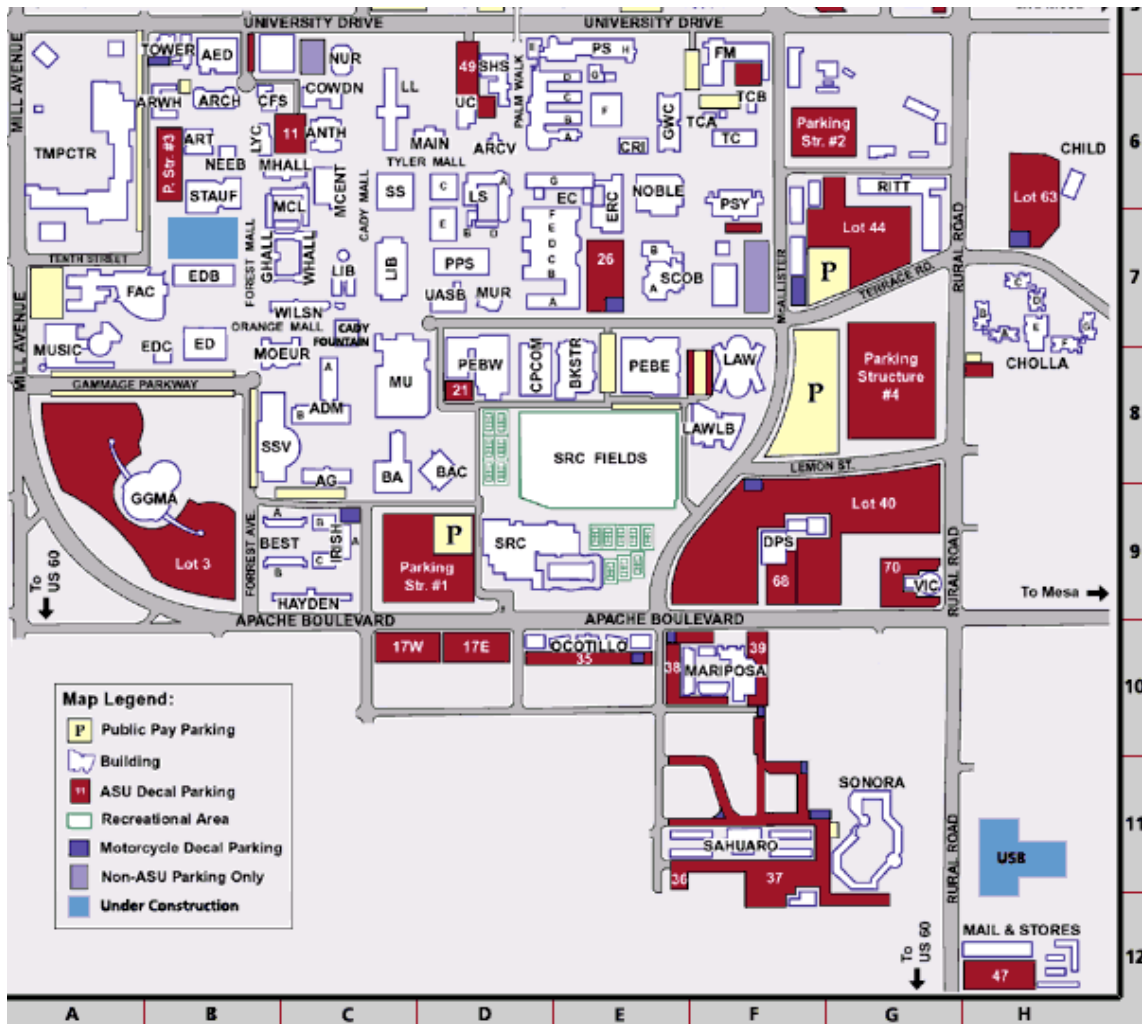 UNIVERSITY DRIVE
UNIVERSITY DRIVE
MILL AVENUE
TOWER
AED
NUR
49
SHS
PALM WALK
E
PS
H
FM
COWDN
LL
D
G
ARWH
ARCH
CFS
UC
C
F
GWC
TCB
TCA
B
A
CRI
TC
Parking
Str. #2
6
CHILD
TMPCTR
P. Str. #3
ART
LYC
11
ANTH
MAIN
ARCV
NEEB
MHALL
TYLER MALL
STAUF
MCL
MCENT
CADY MALL
SS
C
LS
A
G
EC
ERC
NOBLE
PSY
RITT
Lot 63
E
B
D
F
E
D
C
B
A
Lot 44
RURAL ROAD
FOREST MALL
GHALL
WHALL
LIB
LIB
PPS
26
B
A
SCOB
McALLISTER
P
TERRACE RD.
7
TENTH STREET
EDB
FAC
UASB
MUR
C
D
B
E
G
A
F
CHOLLA
WILSN
ORANGE MALL
CADY
FOUNTAIN
MILL AVENUE
MUSIC
EDC
ED
MOEUR
A
MU
PEBW
CPCOM
BKSTR
PEBE
LAW
Parking
Structure
#4
P
GAMMAGE PARKWAY
21
8
B
ADM
LAWLB
SSV
SRC FIELDS
LEMON ST.
BA
BAC
AG
GGMA
Lot 40
A
BEST
B
B
IRISH
A
C
P
SRC
DPS
9
Lot 3
FORREST AVE.
Parking
Str. #1
68
70
VIC
RURAL ROAD
To
US 60
To Mesa
HAYDEN
APACHE BOULEVARD
APACHE BOULEVARD
17W
17E
OCOTILLO
35
38
39
MARIPOSA
10
Map Legend:
P Public Pay Parking
Building
11 ASU Decal Parking
Recreational Area
Motorcycle Decal Parking
Non-ASU Parking Only
Under Construction
SONORA
SAHUARO
RURAL ROAD
11
USB
36
37
To
US 60
MAIL & STORES
47
12
A
B
C
D
E
F
G
H